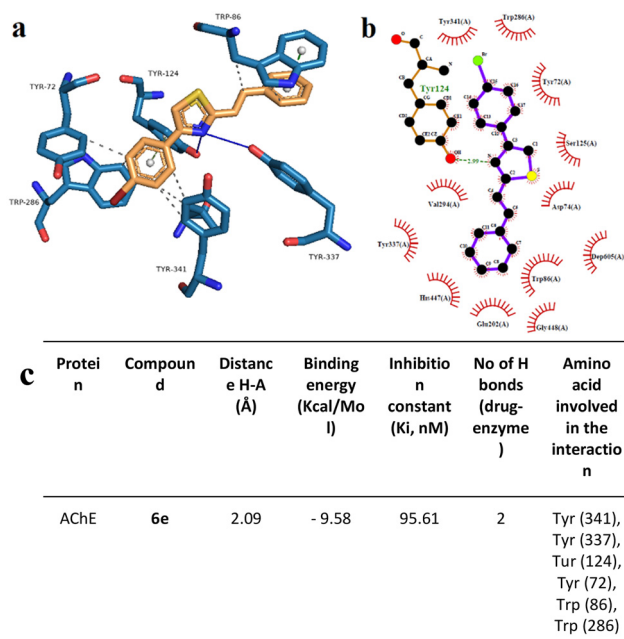 a
b
TRP-86
TYR-72
TYR-124
TRP-286
TYR-341
TYR-337
Tyr341(A)
Trp286(A)
Tyr124
Tyr72(A)
Ser125(A)
2.99
Val294(A)
Asp74(A)
Tyr337(A)
Dep605(A)
Trp86(A)
His447(A)
Glu202(A)
Gly448(A)
c
Protei
n
Compoun
d
Distanc
e H-A
(Å)
Binding
energy
(Kcal/Mo
l)
Inhibitio
n
constant
(Ki, nM)
No of H
bonds
(drug-
enzyme
)
Amino
acid
involved
in the
interactio
n
AChE
6e
2.09
- 9.58
95.61
2
Tyr (341),
Tyr (337),
Tur (124),
Tyr (72),
Trp (86),
Trp (286)